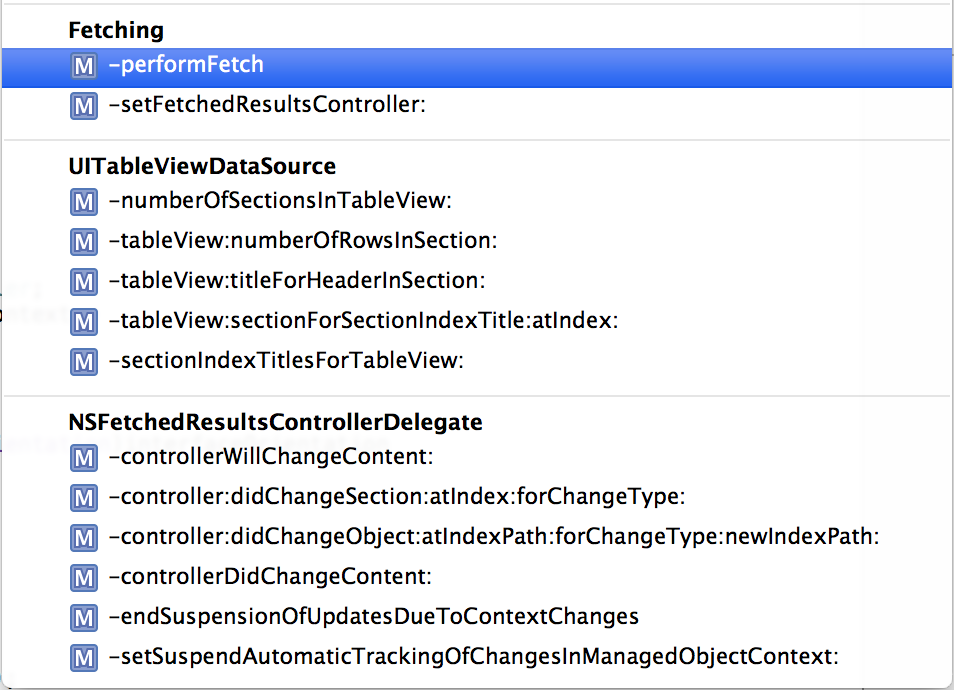 Fetching
M -performFetch
M -setFetchedResultsController:
UITableViewDataSource
M -numberOfSectionsInTableView:
M -tableView:numberOfRowsInSection:
M -tableView:titleForHeaderInSection:
M -tableView:sectionForSectionIndexTitle:atIndex:
M -sectionIndexTitlesForTableView:
NSFetchedResultsControllerDelegate
M -controllerWillChangeContent:
M -controller:didChangeSection:atIndex:forChangeType:
M -controller:didChangeObject:atIndexPath:forChangeType:newIndexPath:
M -controllerDidChangeContent:
M -endSuspensionOfUpdatesDueToContextChanges
M -setSuspendAutomaticTrackingOfChangesInManagedObjectContext: